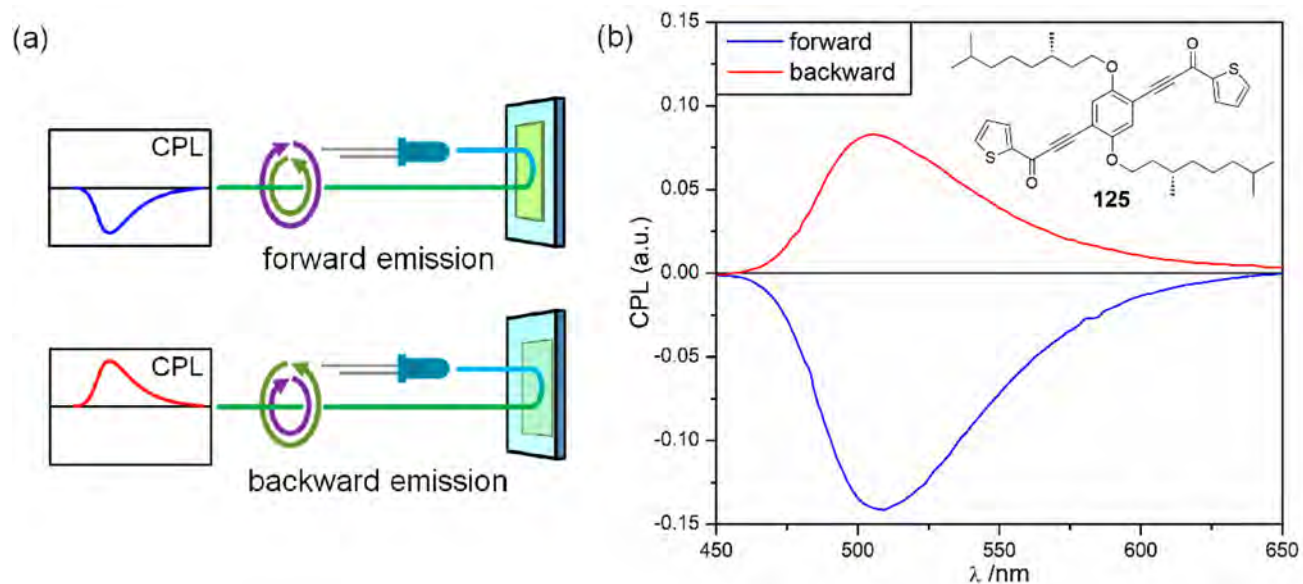 (a)
CPL
forward emission
CPL
backward emission
(b)
forward
backward
O
S
O
S
O
O
125
0.15
0.10
0.05
0.00
-0.05
-0.10
-0.15
CPL (a.u.)
450 500 550 600 650
λ /nm